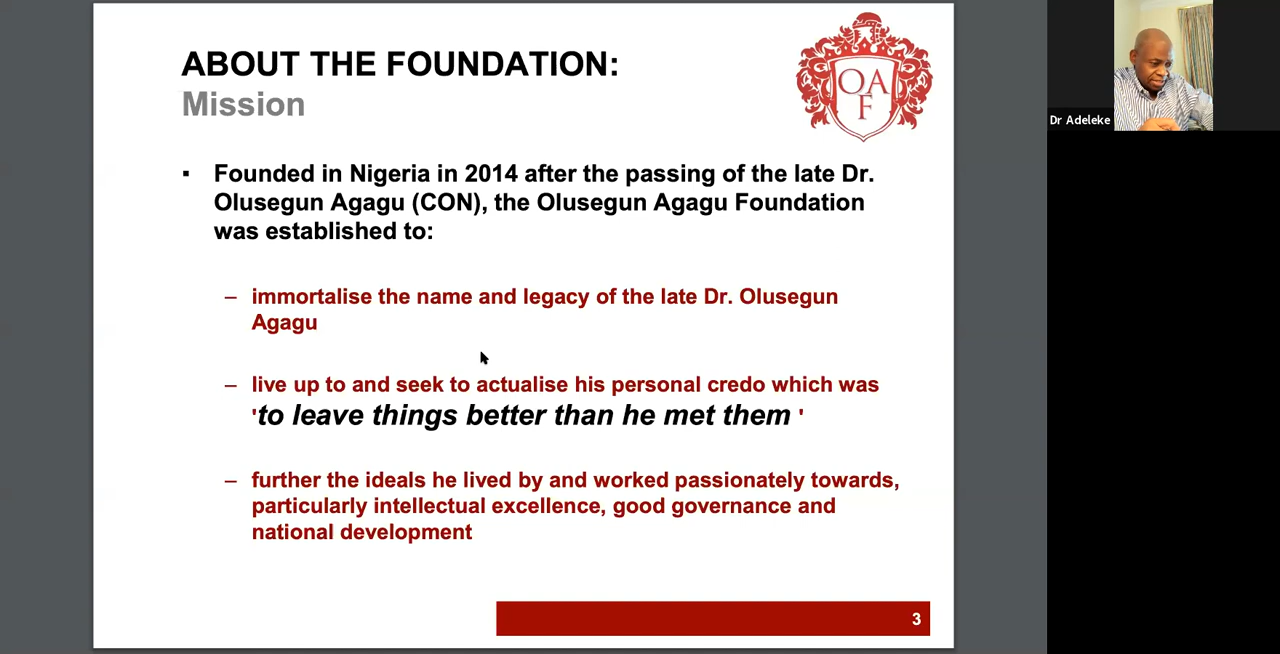 ABOUT THE FOUNDATION:
Mission
OA
F
▪ Founded in Nigeria in 2014 after the passing of the late Dr.
Olusegun Agagu (CON), the Olusegun Agagu Foundation
was established to:
– immortalise the name and legacy of the late Dr. Olusegun
Agagu
– live up to and seek to actualise his personal credo which was
'to leave things better than he met them '
– further the ideals he lived by and worked passionately towards,
particularly intellectual excellence, good governance and
national development
3
Dr Adeleke